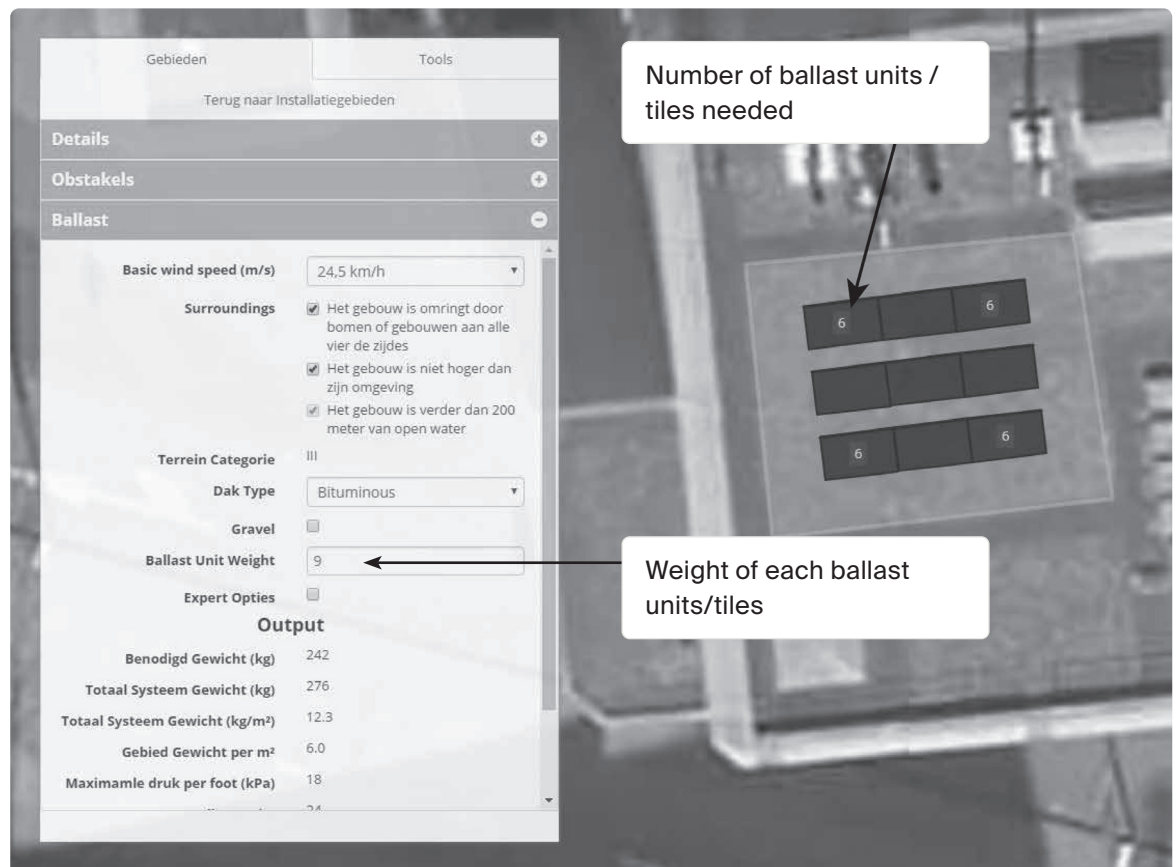 Gebieden
Tools
Terug naar Installatiegebieden
Details
Obstakels
Ballast
Basic wind speed (m/s)
24,5 km/h
Surroundings
Het gebouw is omringt door
bomen of gebouwen aan alle
vier de zijdes
Het gebouw is niet hoger dan
zijn omgeving
Het gebouw is verder dan 200
meter van open water
Terrein Categorie
III
Dak Type
Bituminous
Gravel
Ballast Unit Weight
9
Expert Opties
Output
Benodigd Gewicht (kg)
242
Totaal Systeem Gewicht (kg)
276
Totaal Systeem Gewicht (kg/m²)
12.3
Gebied Gewicht per m²
6.0
Maximamle druk per foot (kPa)
18
24
Number of ballast units /
tiles needed
6
6
6
6
Weight of each ballast
units/tiles